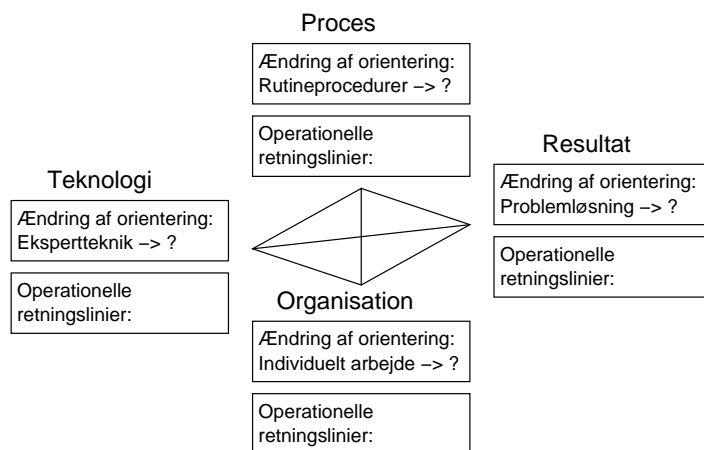 Proces
Ændring af orientering:
Rutineprocedurer –> ?
Operationelle
retningslinier:
Resultat
Ændring af orientering:
Problemløsning –> ?
Operationelle
retningslinier:
Teknologi
Ændring af orientering:
Ekspertteknik –> ?
Operationelle
retningslinier:
Organisation
Ændring af orientering:
Individuelt arbejde –> ?
Operationelle
retningslinier: